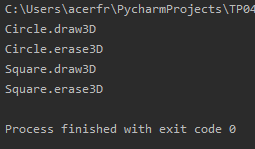 C:\Users\acerfr\PycharmProjects\TP04
Circle.draw3D
Circle.erase3D
Square.draw3D
Square.erase3D
Process finished with exit code 0